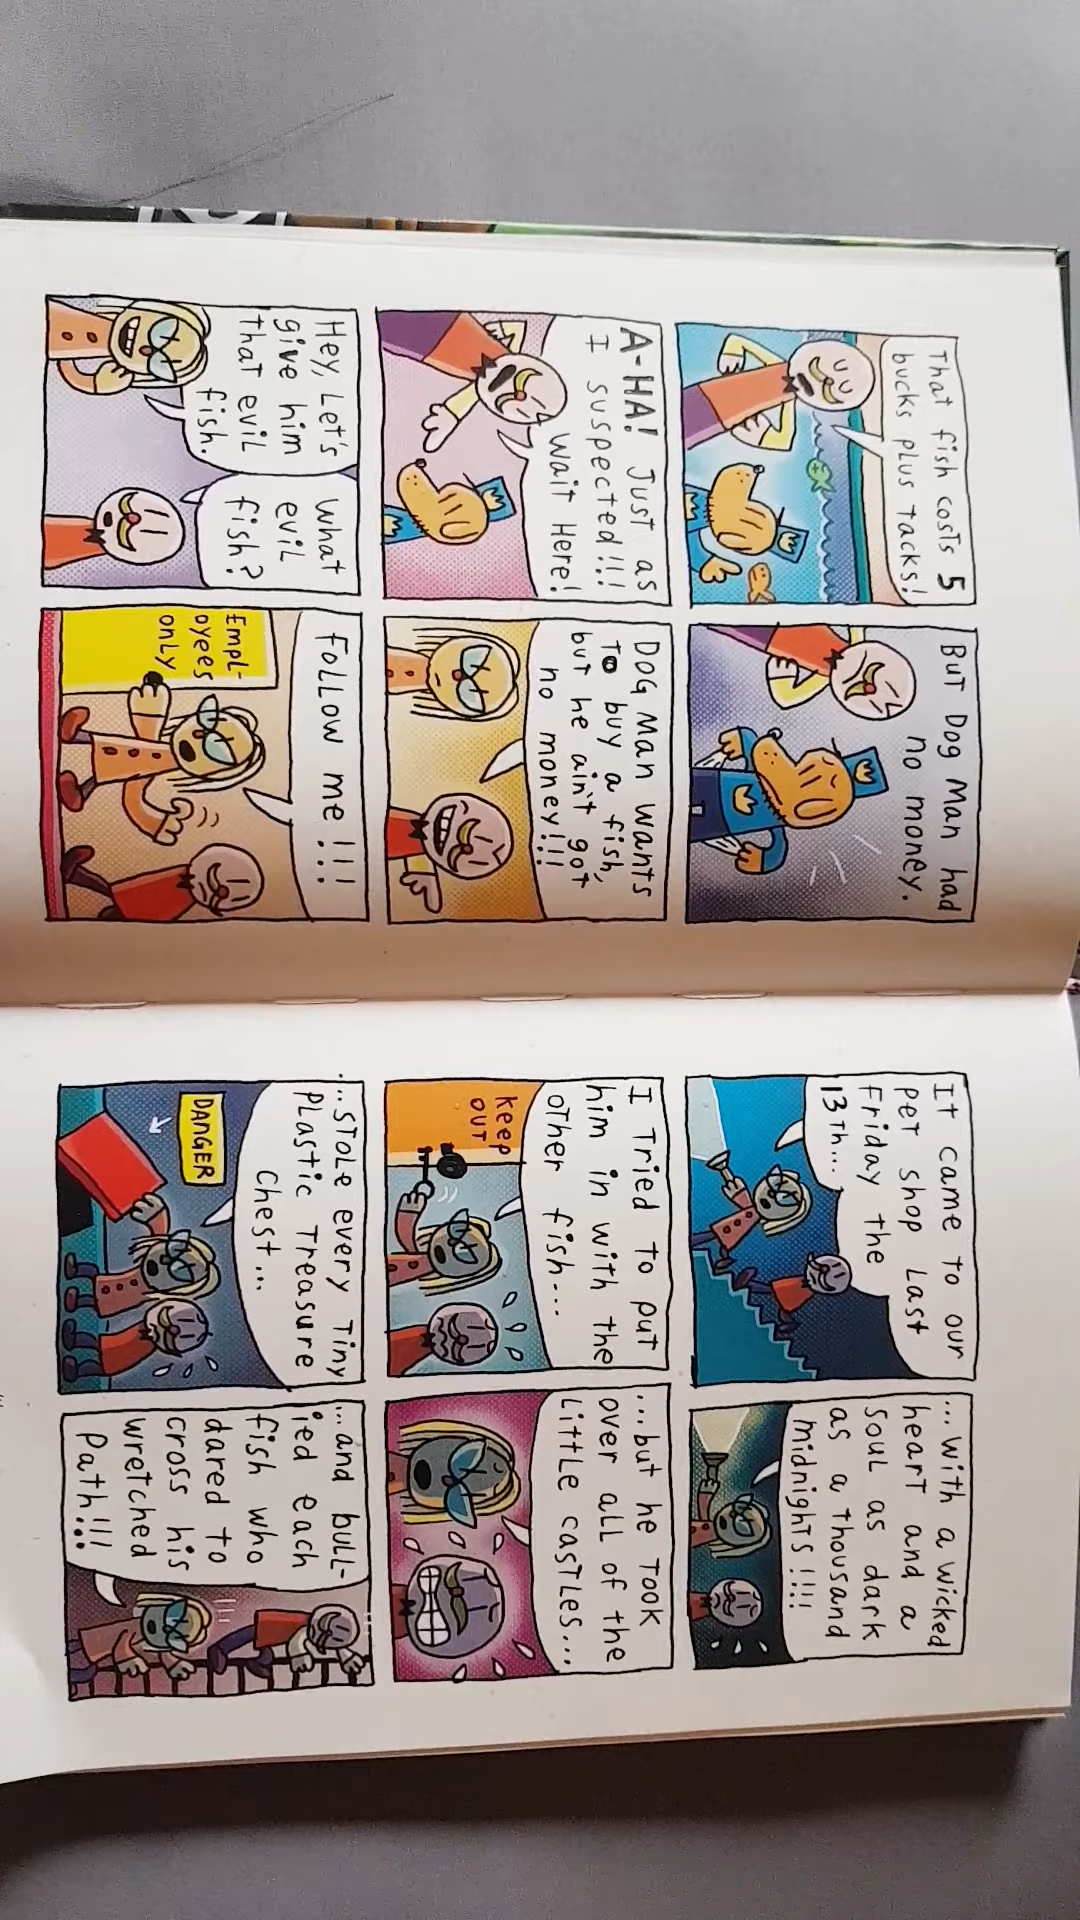 That fish costs 5
bucks plus tacks!
But Dog Man had
no money.
A-HA! Just as
I suspected!!!
Wait Here!
Dog Man wants
To buy a fish,
but he ain't got
no money!!!
Hey, Let's
give him
that evil
fish.
What
evil
fish?
Follow me!!!
Empl-
oyees
only
It came to our
pet shop Last
Friday the
13th...
...with a wicked
heart and a
soul as dark
as a thousand
midnights!!!!
I Tried to put
him in with the
other fish...
keep
out
...but he took
over all of the
Little castles...
...stole every Tiny
plastic Treasure
chest...
DANGER
...and bull-
ied each
fish who
dared to
cross his
wretched
Path!!!